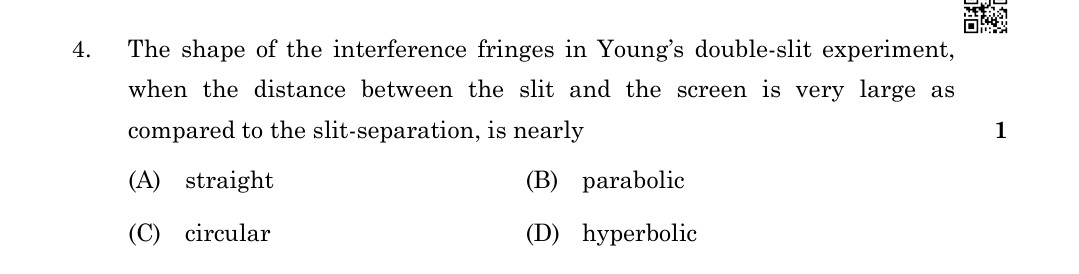 4. The shape of the interference fringes in Young's double-slit experiment,
when the distance between the slit and the screen is very large as
compared to the slit-separation, is nearly 1
(A) straight (B) parabolic
(C) circular (D) hyperbolic